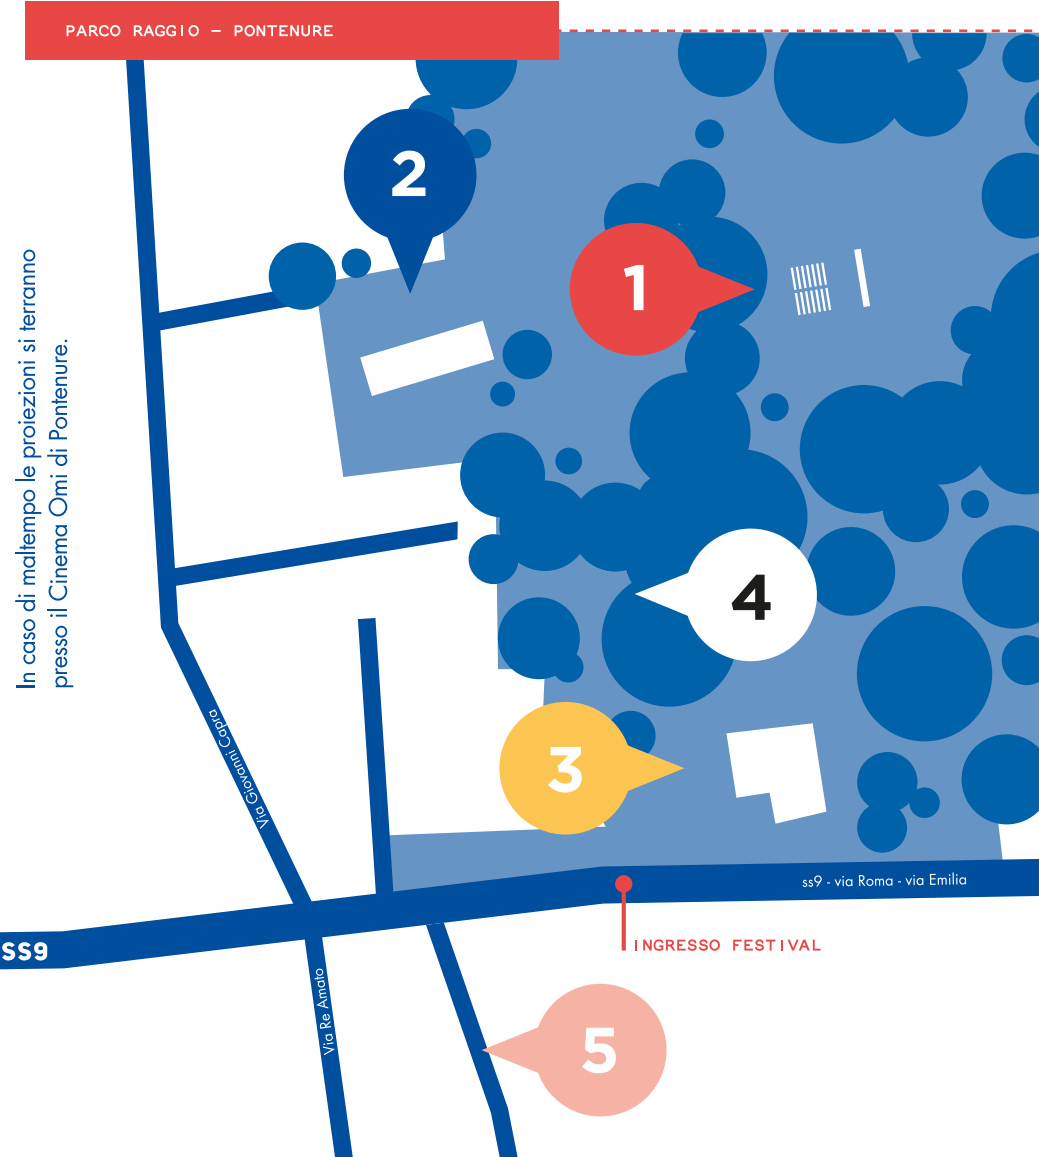 PARCO RAGGIO – PONTENURE
2
1
In caso di maltempo le proiezioni si terranno
presso il Cinema Omi di Pontenure.
4
Via Giovanni Capra
3
ss9 - via Roma - via Emilia
SS9
INGRESSO FESTIVAL
Via Re Amato
5